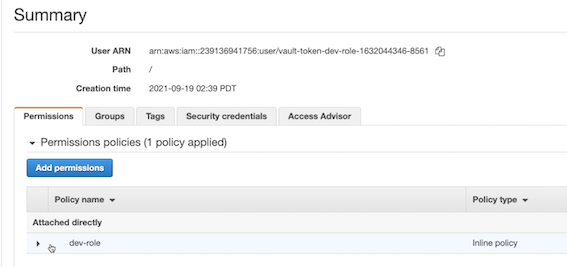 Summary
User ARN arn:aws:iam::239136941756:user/vault-token-dev-role-1632044346-8561
Path /
Creation time 2021-09-19 02:39 PDT
Permissions Groups Tags Security credentials Access Advisor
Permissions policies (1 policy applied)
Add permissions
Policy name Policy type
Attached directly
dev-role Inline policy